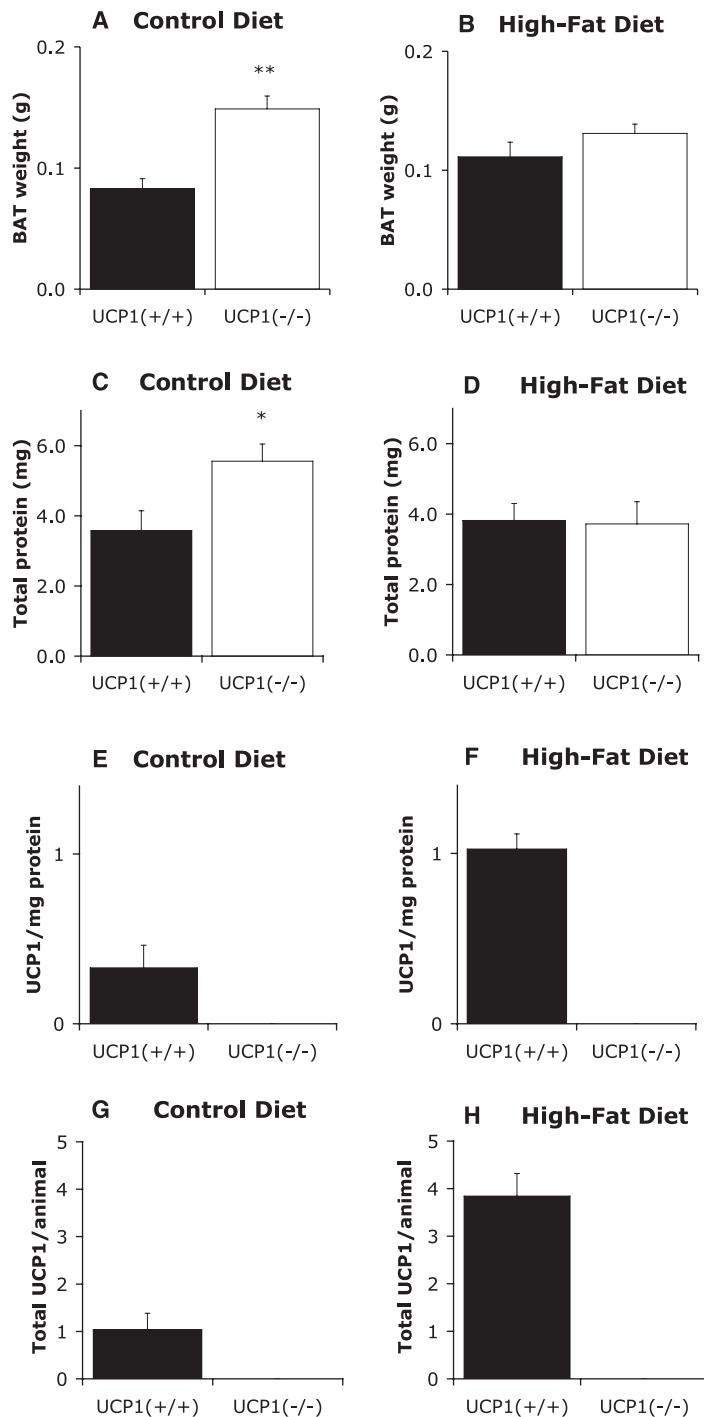 A Control Diet
BAT weight (g)
0.2
0.1
0.0
**
UCP1(+/+) UCP1(-/-)
B High-Fat Diet
BAT weight (g)
0.2
0.1
0.0
UCP1(+/+) UCP1(-/-)
C Control Diet
Total protein (mg)
6.0
4.0
2.0
0.0
*
UCP1(+/+) UCP1(-/-)
D High-Fat Diet
Total protein (mg)
6.0
4.0
2.0
0.0
UCP1(+/+) UCP1(-/-)
E Control Diet
UCP1/mg protein
1
0
UCP1(+/+) UCP1(-/-)
F High-Fat Diet
UCP1/mg protein
1
0
UCP1(+/+) UCP1(-/-)
G Control Diet
Total UCP1/animal
5
4
3
2
1
0
UCP1(+/+) UCP1(-/-)
H High-Fat Diet
Total UCP1/animal
5
4
3
2
1
0
UCP1(+/+) UCP1(-/-)